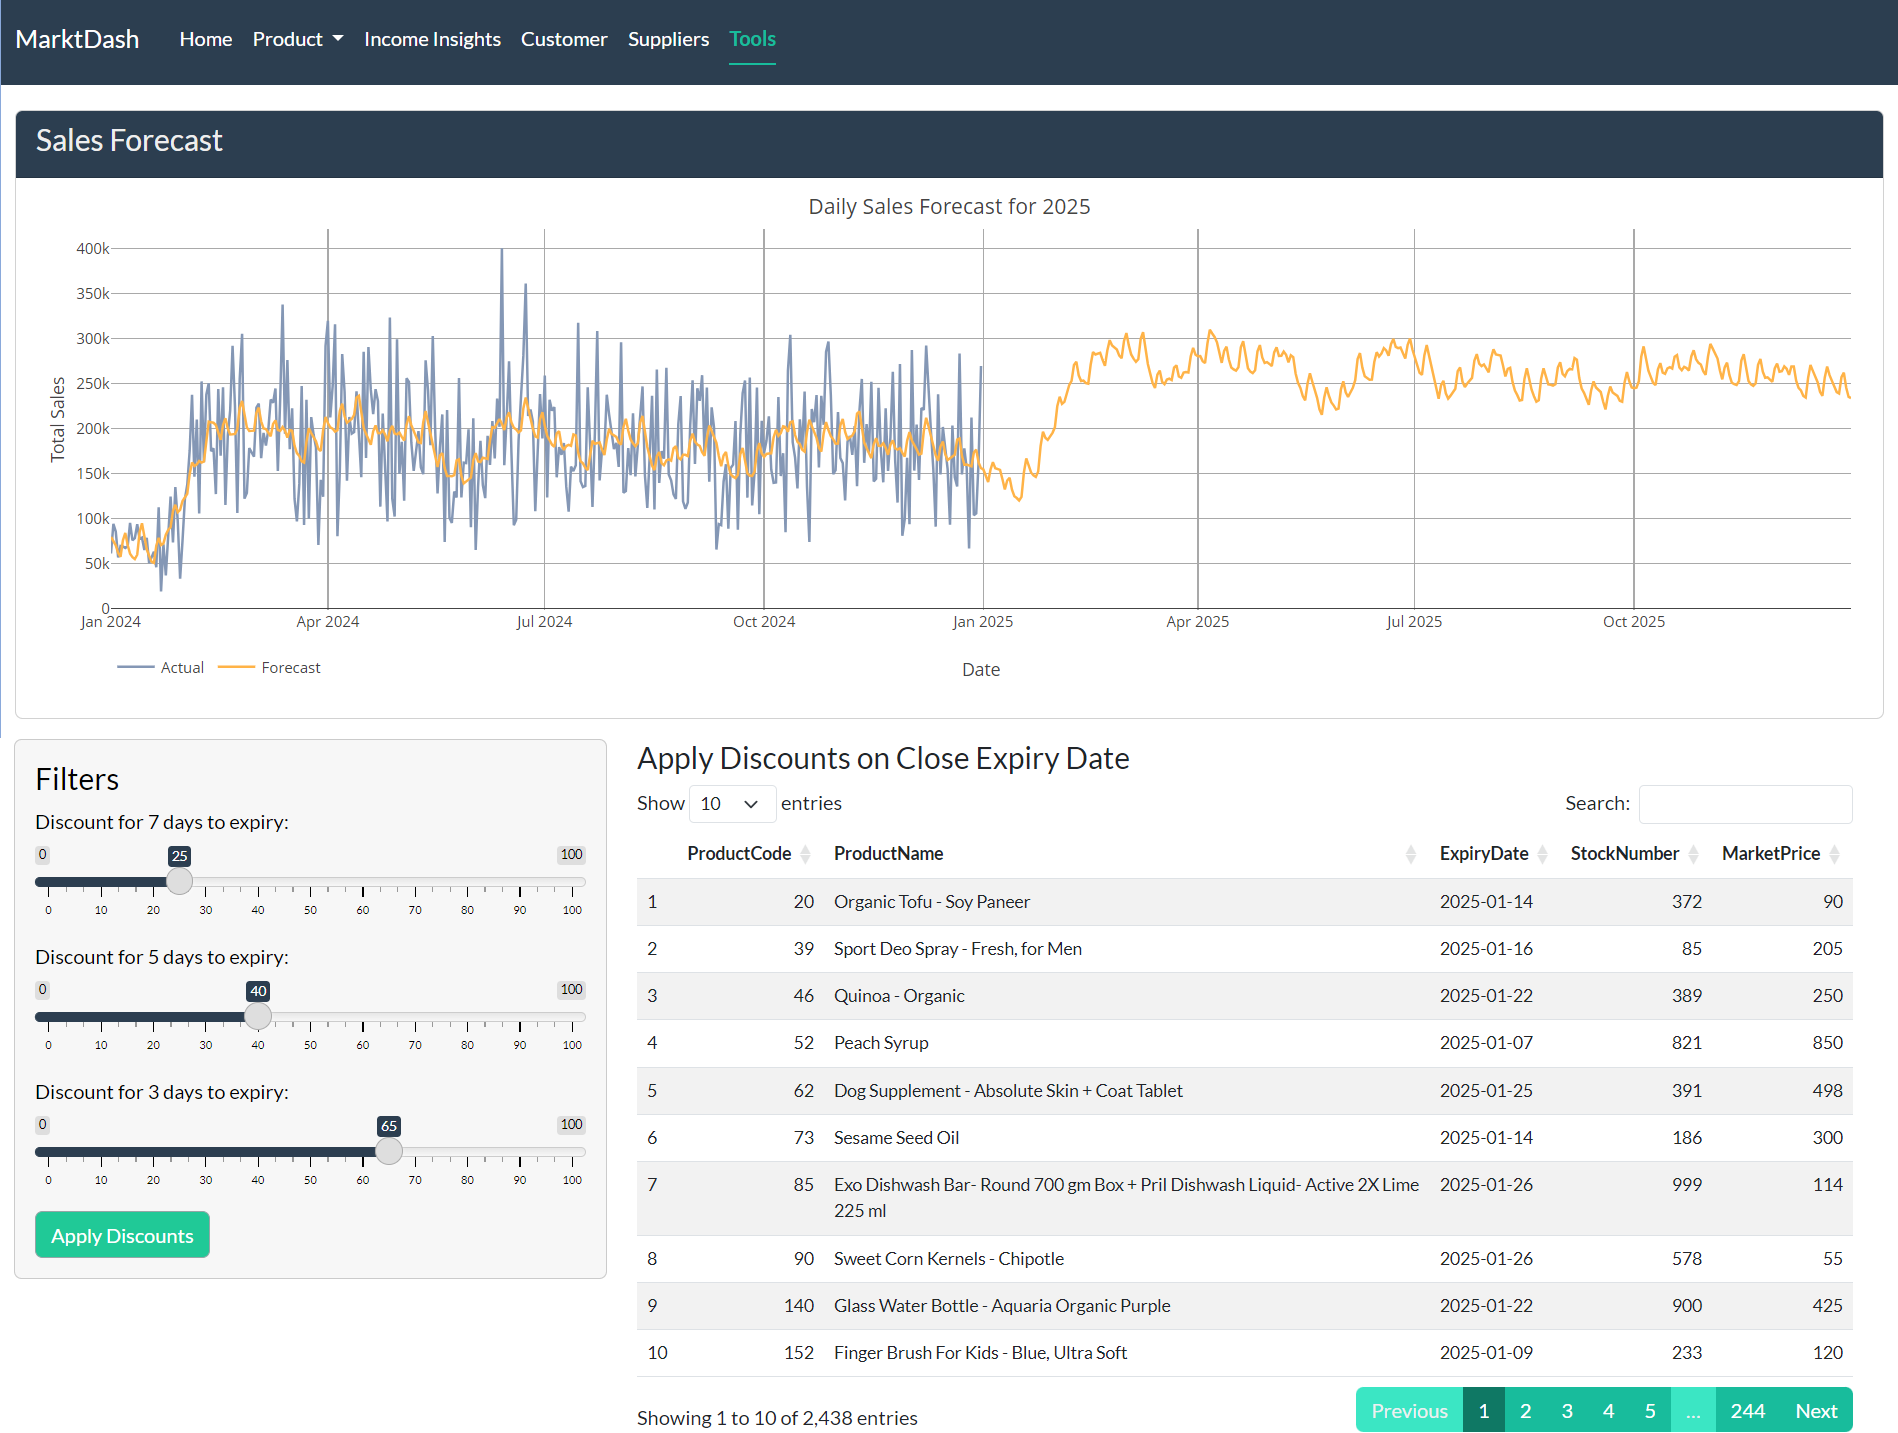 MarktDash Home Product Income Insights Customer Suppliers Tools
Sales Forecast
Daily Sales Forecast for 2025
400k
350k
300k
250k
200k
150k
100k
50k
0
Total Sales
Jan 2024 Apr 2024 Jul 2024 Oct 2024 Jan 2025 Apr 2025 Jul 2025 Oct 2025
Actual Forecast
Date
Filters
Discount for 7 days to expiry:
0 25 100
0 10 20 30 40 50 60 70 80 90 100
Discount for 5 days to expiry:
0 40 100
0 10 20 30 40 50 60 70 80 90 100
Discount for 3 days to expiry:
0 65 100
0 10 20 30 40 50 60 70 80 90 100
Apply Discounts
Apply Discounts on Close Expiry Date
Show 10 entries Search:
ProductCode ProductName ExpiryDate StockNumber MarketPrice
1 20 Organic Tofu - Soy Paneer 2025-01-14 372 90
2 39 Sport Deo Spray - Fresh, for Men 2025-01-16 85 205
3 46 Quinoa - Organic 2025-01-22 389 250
4 52 Peach Syrup 2025-01-07 821 850
5 62 Dog Supplement - Absolute Skin + Coat Tablet 2025-01-25 391 498
6 73 Sesame Seed Oil 2025-01-14 186 300
7 85 Exo Dishwash Bar- Round 700 gm Box + Pril Dishwash Liquid- Active 2X Lime 2025-01-26 999 114
225 ml
8 90 Sweet Corn Kernels - Chipotle 2025-01-26 578 55
9 140 Glass Water Bottle - Aquaria Organic Purple 2025-01-22 900 425
10 152 Finger Brush For Kids - Blue, Ultra Soft 2025-01-09 233 120
Showing 1 to 10 of 2,438 entries
Previous 1 2 3 4 5 ... 244 Next